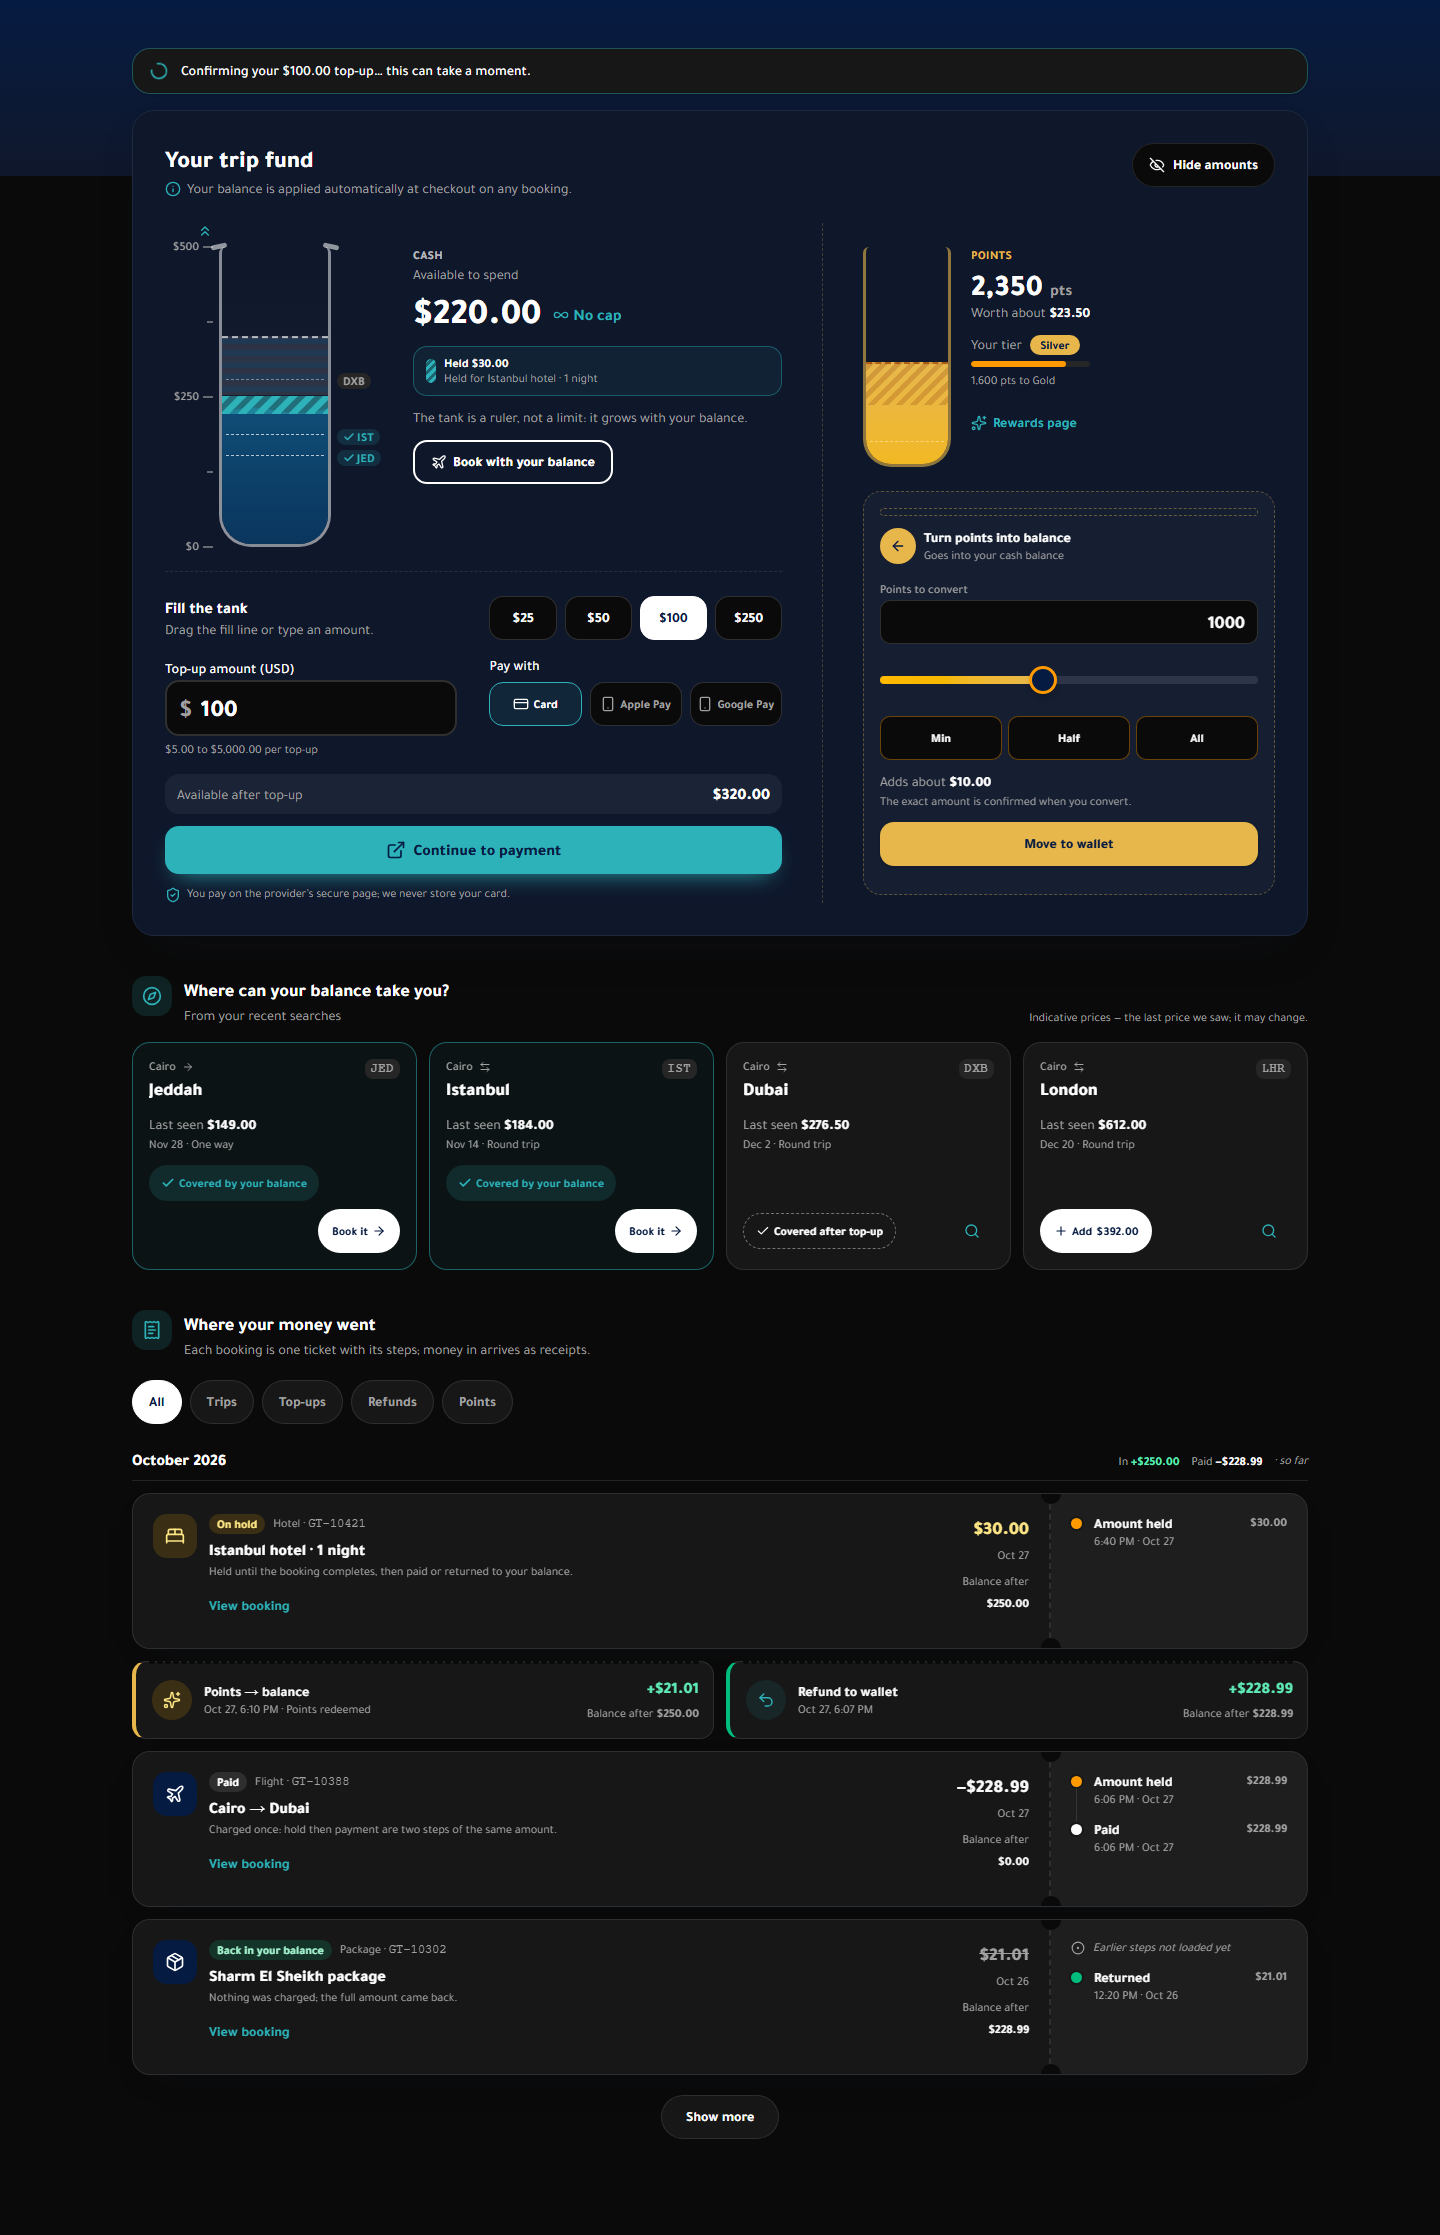 Confirming your $100.00 top-up... this can take a moment.
Your trip fund
Your balance is applied automatically at checkout on any booking.
Hide amounts
$500
$250
$0
DXB
IST
JED
CASH
Available to spend
$220.00
No cap
Held $30.00
Held for Istanbul hotel · 1 night
The tank is a ruler, not a limit: it grows with your balance.
Book with your balance
POINTS
2,350 pts
Worth about $23.50
Your tier Silver
1,600 pts to Gold
Rewards page
Fill the tank
Drag the fill line or type an amount.
$25
$50
$100
$250
Top-up amount (USD)
$ 100
$5.00 to $5,000.00 per top-up
Pay with
Card
Apple Pay
Google Pay
Available after top-up $320.00
Continue to payment
You pay on the provider's secure page; we never store your card.
Turn points into balance
Goes into your cash balance
Points to convert
1000
Min
Half
All
Adds about $10.00
The exact amount is confirmed when you convert.
Move to wallet
Where can your balance take you?
From your recent searches
Indicative prices — the last price we saw; it may change.
Cairo → JED
Jeddah
Last seen $149.00
Nov 28 · One way
Covered by your balance
Book it →
Cairo ⇆ IST
Istanbul
Last seen $184.00
Nov 14 · Round trip
Covered by your balance
Book it →
Cairo ⇆ DXB
Dubai
Last seen $276.50
Dec 2 · Round trip
Covered after top-up
Cairo ⇆ LHR
London
Last seen $612.00
Dec 20 · Round trip
+ Add $392.00
Where your money went
Each booking is one ticket with its steps; money in arrives as receipts.
All
Trips
Top-ups
Refunds
Points
October 2026
In +$250.00 Paid −$228.99 · so far
On hold Hotel · GT-10421
Istanbul hotel · 1 night
Held until the booking completes, then paid or returned to your balance.
View booking
$30.00
Oct 27
Balance after
$250.00
Amount held $30.00
6:40 PM · Oct 27
Points → balance
Oct 27, 6:10 PM · Points redeemed
+$21.01
Balance after $250.00
Refund to wallet
Oct 27, 6:07 PM
+$228.99
Balance after $228.99
Paid Flight · GT-10388
Cairo → Dubai
Charged once: hold then payment are two steps of the same amount.
View booking
−$228.99
Oct 27
Balance after
$0.00
Amount held $228.99
6:06 PM · Oct 27
Paid $228.99
6:06 PM · Oct 27
Back in your balance Package · GT-10302
Sharm El Sheikh package
Nothing was charged; the full amount came back.
View booking
$21.01
Oct 26
Balance after
$228.99
Earlier steps not loaded yet
Returned $21.01
12:20 PM · Oct 26
Show more